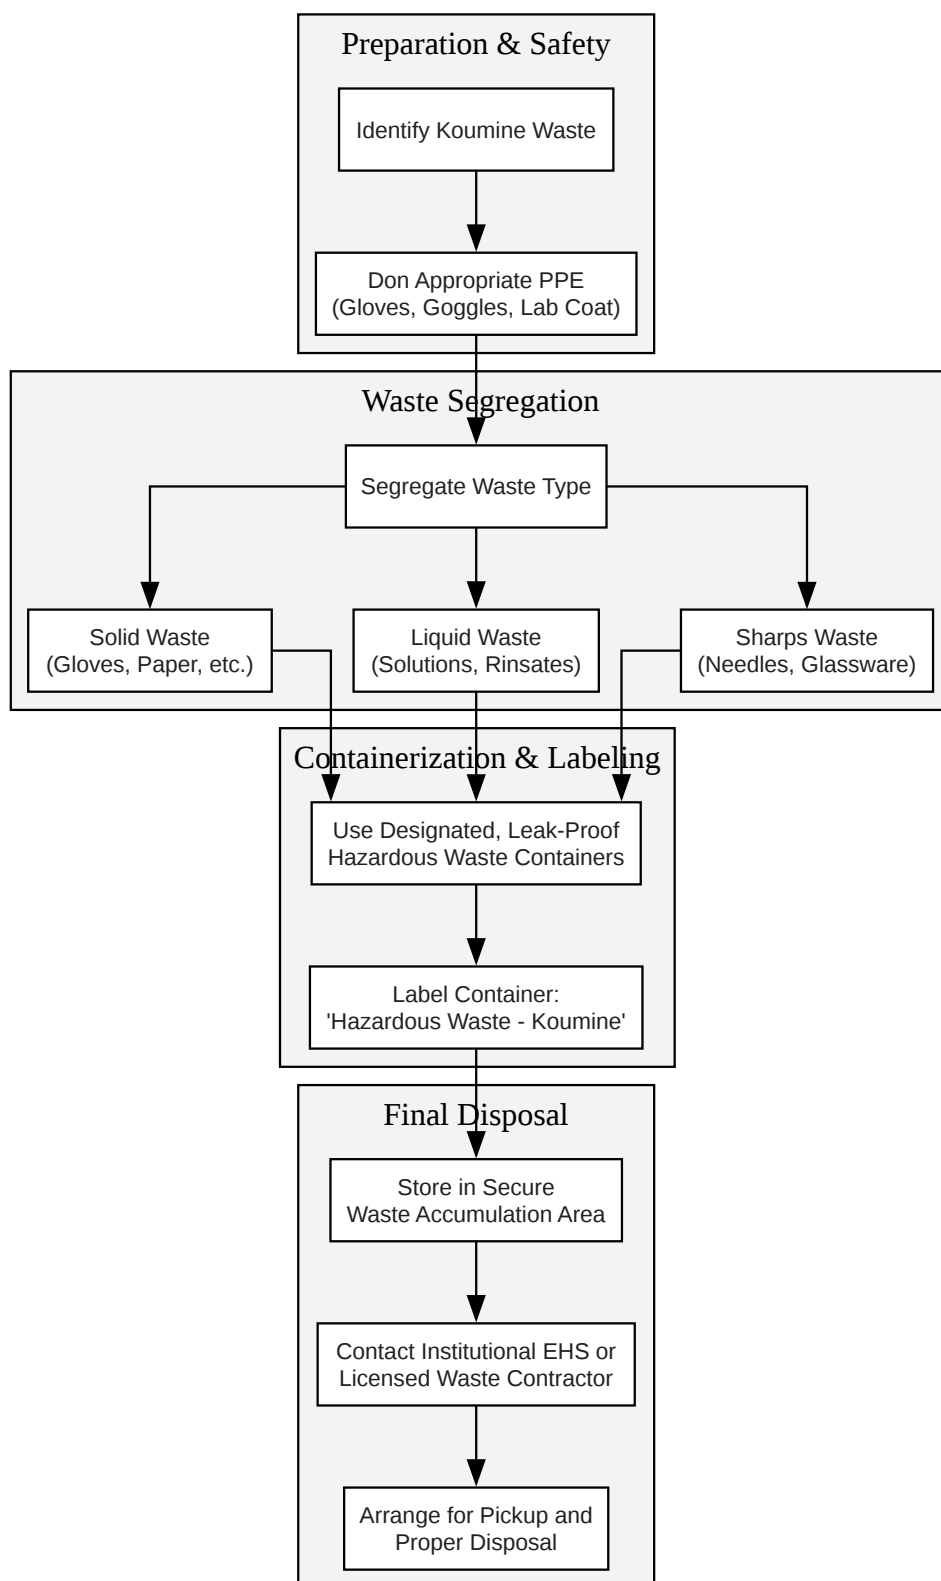 Preparation & Safety
Identify Koumine Waste
Don Appropriate PPE
(Gloves, Goggles, Lab Coat)
Waste Segregation
Segregate Waste Type
Solid Waste
(Gloves, Paper, etc.)
Liquid Waste
(Solutions, Rinsates)
Sharps Waste
(Needles, Glassware)
Containerization & Labeling
Use Designated, Leak-Proof
Hazardous Waste Containers
Label Container:
'Hazardous Waste - Koumine'
Final Disposal
Store in Secure
Waste Accumulation Area
Contact Institutional EHS or
Licensed Waste Contractor
Arrange for Pickup and
Proper Disposal